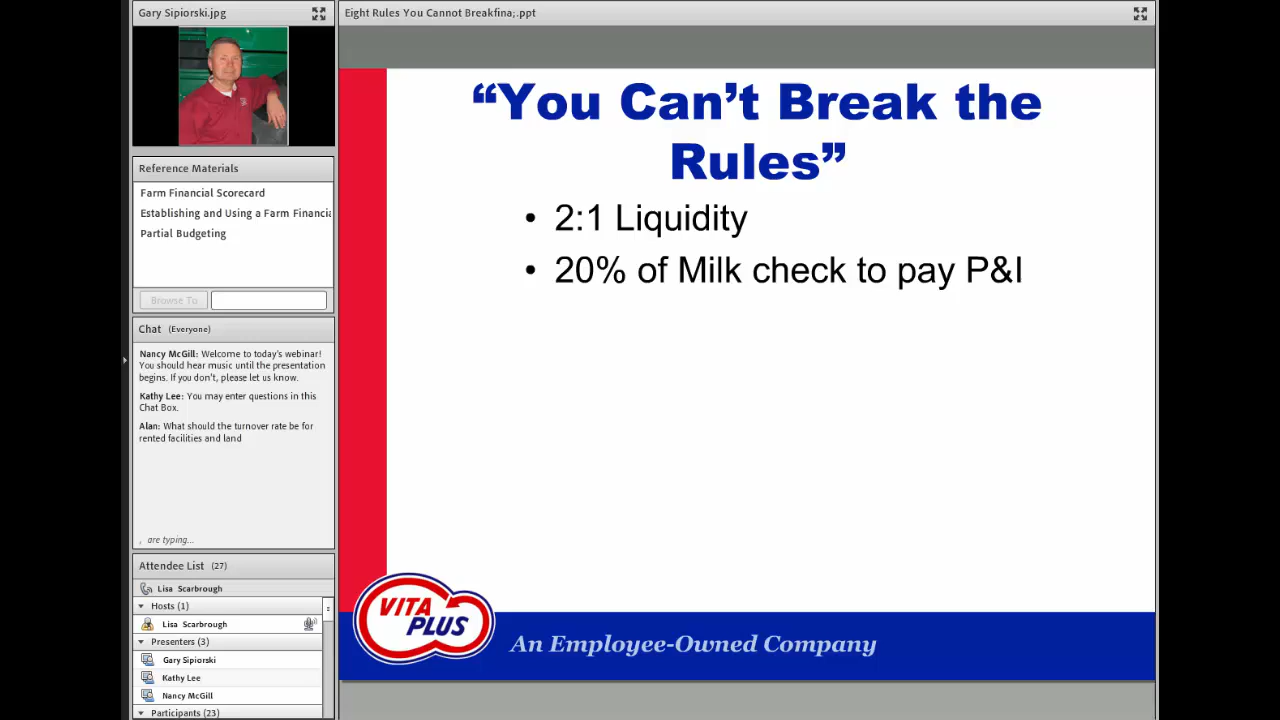 Gary Sipiorski.jpg
Eight Rules You Cannot Breakfina;.ppt
Reference Materials
Farm Financial Scorecard
Establishing and Using a Farm Financia
Partial Budgeting
Browse To
Chat (Everyone)
Nancy McGill: Welcome to today's webinar!
You should hear music until the presentation
begins. If you don't, please let us know.
Kathy Lee: You may enter questions in this
Chat Box.
Alan: What should the turnover rate be for
rented facilities and land
, are typing...
Attendee List (27)
Lisa Scarbrough
Hosts (1)
Lisa Scarbrough
Presenters (3)
Gary Sipiorski
Kathy Lee
Nancy McGill
Participants (23)
“You Can’t Break the
Rules”
• 2:1 Liquidity
• 20% of Milk check to pay P&I
VITA
PLUS
An Employee-Owned Company